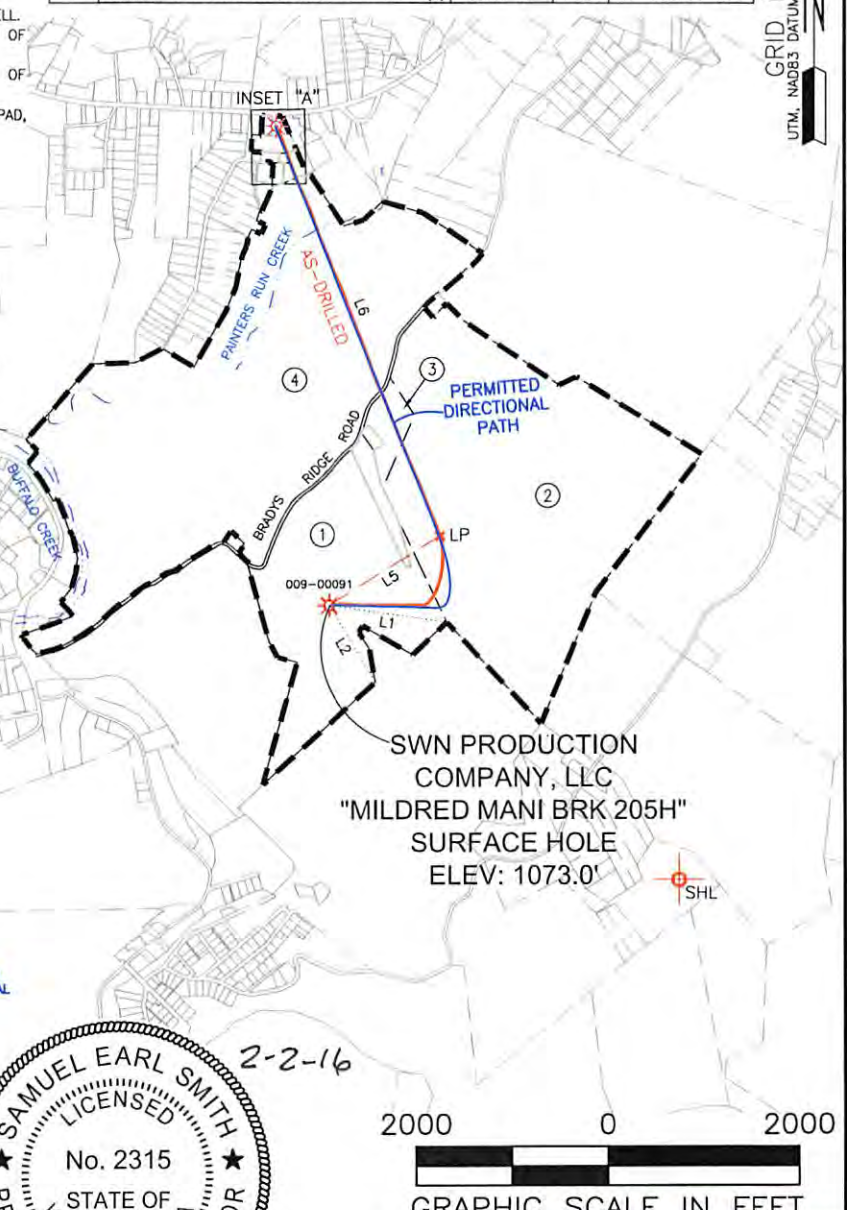 ELL.
OF
OF
PAD,
GRID
UTM, NAD83 DATUM
N
INSET "A"
PAINTERS RUN CREEK
AS-DRILLED
L6
3
4
PERMITTED
DIRECTIONAL
PATH
BRADYS RIDGE ROAD
BUFFALO CREEK
2
1
LP
L5
009-00091
L1
L2
SWN PRODUCTION
COMPANY, LLC
"MILDRED MANI BRK 205H"
SURFACE HOLE
ELEV: 1073.0'
SHL
AL
2-2-16
SAMUEL EARL SMITH
LICENSED
No. 2315
STATE OF
2000 0 2000
GRAPHIC SCALE IN FEET